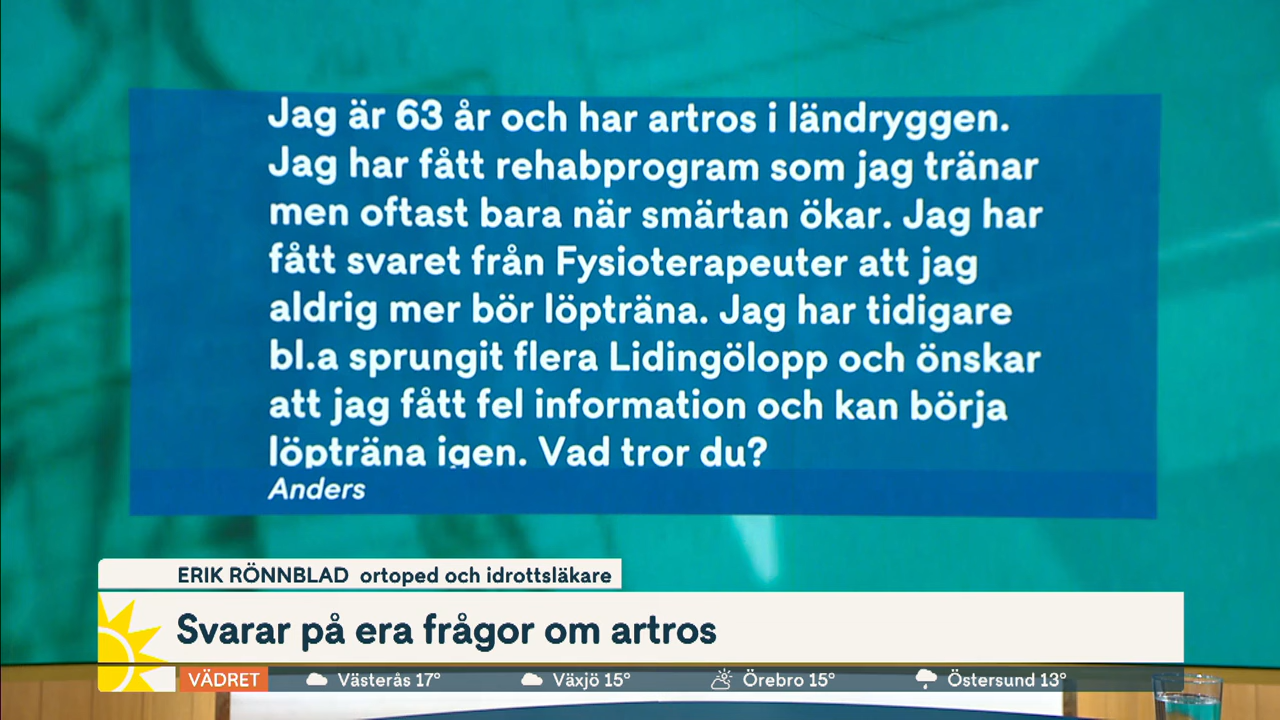 Jag är 63 år och har artros i ländryggen.
Jag har fått rehabprogram som jag tränar
men oftast bara när smärtan ökar. Jag har
fått svaret från Fysioterapeuter att jag
aldrig mer bör löpträna. Jag har tidigare
bl.a sprungit flera Lidingölopp och önskar
att jag fått fel information och kan börja
löpträna igen. Vad tror du?
Anders
ERIK RÖNNBLAD ortoped och idrottsläkare
Svarar på era frågor om artros
VÄDRET Västerås 17° Växjö 15° Örebro 15° Östersund 13°